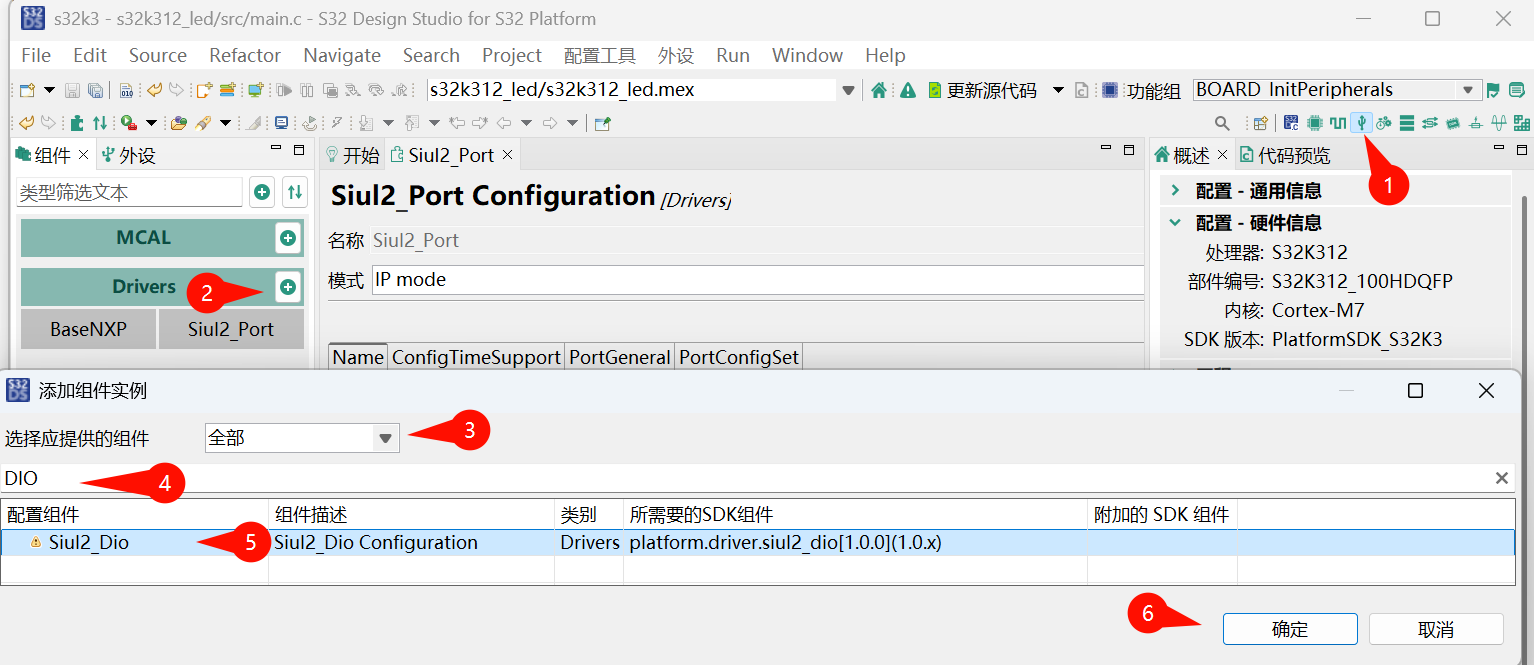 s32k3 - s32k312_led/src/main.c - S32 Design Studio for S32 Platform
File Edit Source Refactor Navigate Search Project 配置工具 外设 Run Window Help
s32k312_led/s32k312_led.mex 更新源代码 功能组 BOARD_InitPeripherals
组件 外设 开始 Siul2_Port 概述 代码预览
1
类型筛选文本
Siul2_Port Configuration [Drivers]
配置 - 通用信息
配置 - 硬件信息
MCAL
名称 Siul2_Port
处理器: S32K312
模式 IP mode
部件编号: S32K312_100HDQFP
Drivers
2
内核: Cortex-M7
BaseNXP Siul2_Port
SDK 版本: PlatformSDK_S32K3
Name ConfigTimeSupport PortGeneral PortConfigSet
添加组件实例
选择应提供的组件 全部
3
DIO
4
配置组件 组件描述 类别 所需要的SDK组件 附加的 SDK 组件
Siul2_Dio Siul2_Dio Configuration Drivers platform.driver.siul2_dio[1.0.0](1.0.x)
5
6
确定 取消